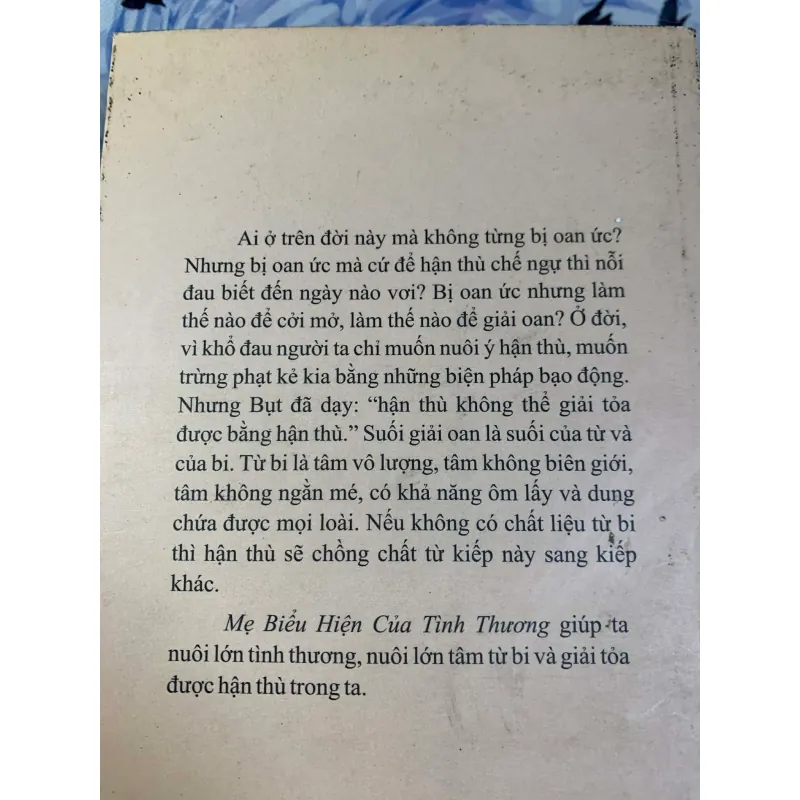 Ai ở trên đời này mà không từng bị oan ức?
Nhưng bị oan ức mà cứ để hận thù chế ngự thì nỗi
đau biết đến ngày nào vơi? Bị oan ức nhưng làm
thế nào để cởi mở, làm thế nào để giải oan? Ở đời,
vì khổ đau người ta chỉ muốn nuôi ý hận thù, muốn
trừng phạt kẻ kia bằng những biện pháp bạo động.
Nhưng Bụt đã dạy: “hận thù không thể giải tỏa
được bằng hận thù.” Suối giải oan là suối của từ và
của bi. Từ bi là tâm vô lượng, tâm không biên giới,
tâm không ngằn mé, có khả năng ôm lấy và dung
chứa được mọi loài. Nếu không có chất liệu từ bi
thì hận thù sẽ chồng chất từ kiếp này sang kiếp
khác.
Mẹ Biểu Hiện Của Tình Thương giúp ta
nuôi lớn tình thương, nuôi lớn tâm từ bi và giải tỏa
được hận thù trong ta.